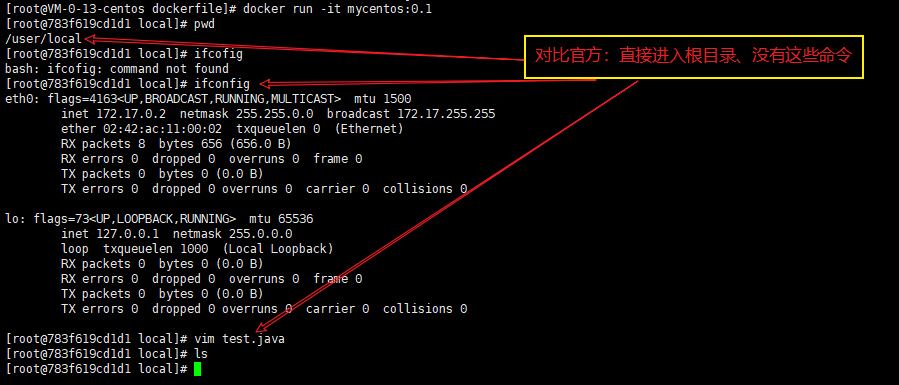 [root@VM-0-13-centos dockerfile]# docker run -it mycentos:0.1
[root@783f619cd1d1 local]# pwd
/user/local
[root@783f619cd1d1 local]# ifcofig
bash: ifcofig: command not found
[root@783f619cd1d1 local]# ifconfig
eth0: flags=4163<UP,BROADCAST,RUNNING,MULTICAST>  mtu 1500
        inet 172.17.0.2  netmask 255.255.0.0  broadcast 172.17.255.255
        ether 02:42:ac:11:00:02  txqueuelen 0  (Ethernet)
        RX packets 8  bytes 656 (656.0 B)
        RX errors 0  dropped 0  overruns 0  frame 0
        TX packets 0  bytes 0 (0.0 B)
        TX errors 0  dropped 0 overruns 0  carrier 0  collisions 0
lo: flags=73<UP,LOOPBACK,RUNNING>  mtu 65536
        inet 127.0.0.1  netmask 255.0.0.0
        loop  txqueuelen 1000  (Local Loopback)
        RX packets 0  bytes 0 (0.0 B)
        RX errors 0  dropped 0  overruns 0  frame 0
        TX packets 0  bytes 0 (0.0 B)
        TX errors 0  dropped 0 overruns 0  carrier 0  collisions 0
[root@783f619cd1d1 local]# vim test.java
[root@783f619cd1d1 local]# ls
[root@783f619cd1d1 local]#
对比官方：直接进入根目录、没有这些命令